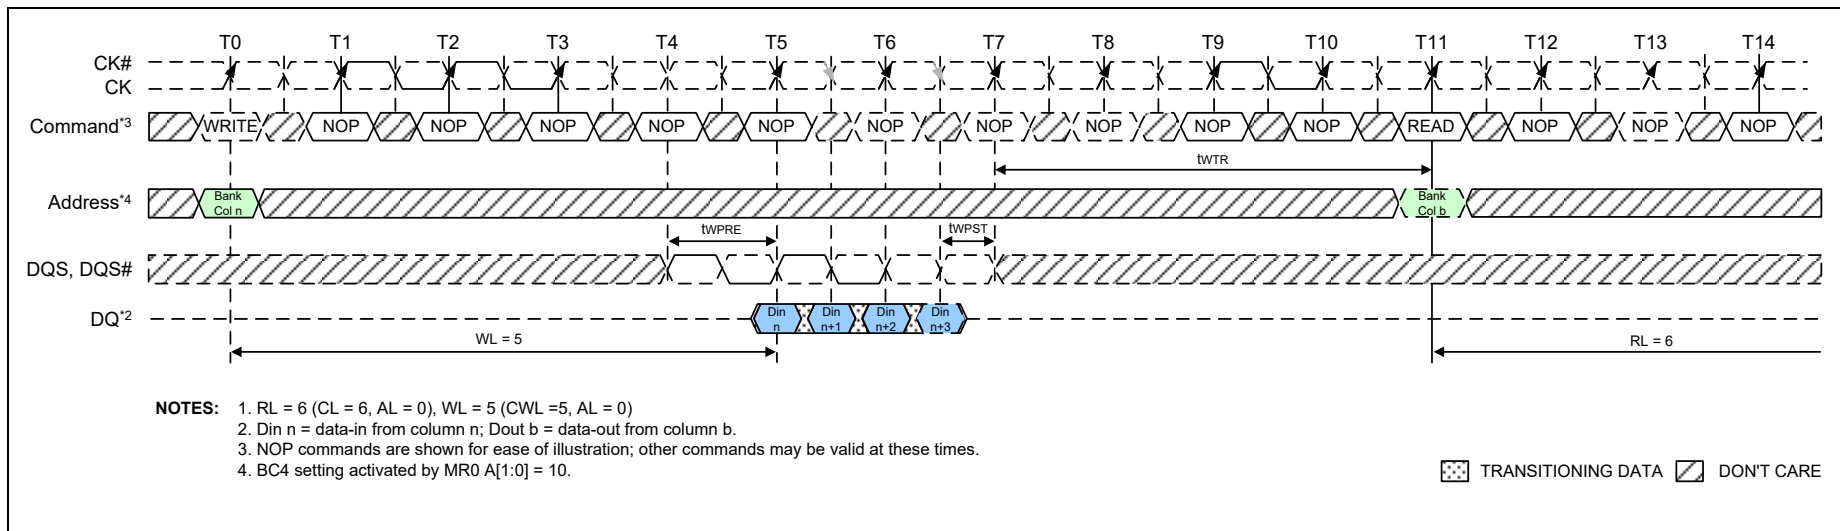 T0 T1 T2 T3 T4 T5 T6 T7 T8 T9 T10 T11 T12 T13 T14
CK#
CK
Command*3 WRITE NOP NOP NOP NOP NOP NOP NOP NOP NOP NOP READ NOP NOP NOP
tWTR
Address*4 Bank Col n Bank Col b
tWPRE tWPST
DQS, DQS#
DQ*2 Din n Din n+1 Din n+2 Din n+3
WL = 5 RL = 6
NOTES: 1. RL = 6 (CL = 6, AL = 0), WL = 5 (CWL =5, AL = 0)
2. Din n = data-in from column n; Dout b = data-out from column b.
3. NOP commands are shown for ease of illustration; other commands may be valid at these times.
4. BC4 setting activated by MR0 A[1:0] = 10.
TRANSITIONING DATA DON'T CARE